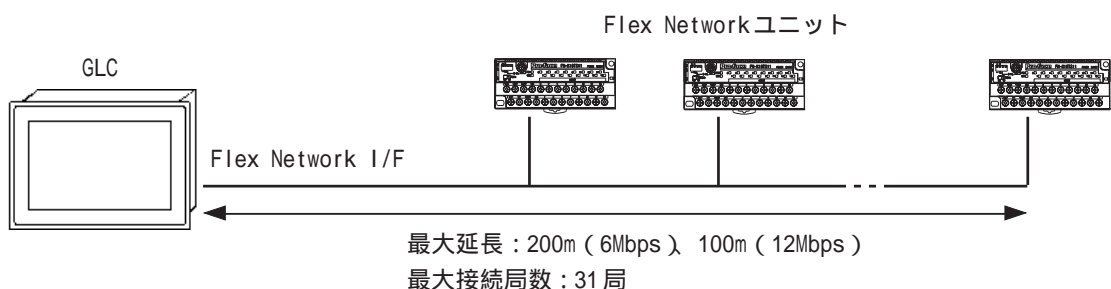 Flex Networkユニット
GLC
Flex Network I/F
最大延長：200m（6Mbps）、100m（12Mbps）
最大接続局数：31局